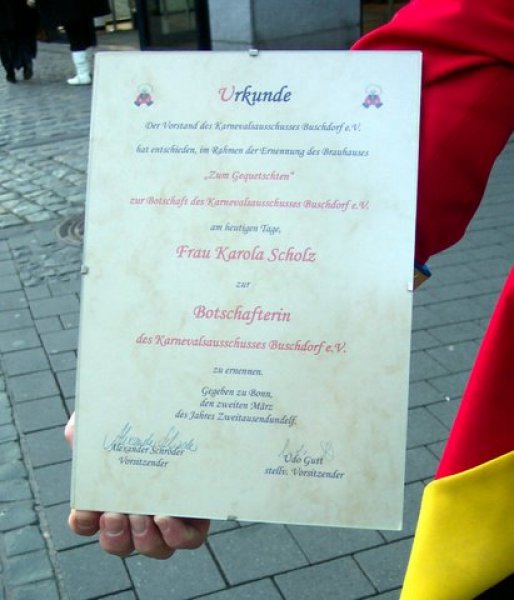 Urkunde
Der Vorstand des Karnevalsausschusses Buschdorf e.V.
hat entschieden, im Rahmen der Ernennung des Brauhauses
„Zum Gequetschten“
zur Botschaft des Karnevalsausschusses Buschdorf e.V.
am heutigen Tage,
Frau Karola Scholz
zur
Botschafterin
des Karnevalsausschusses Buschdorf e.V.
zu ernennen.
Gegeben zu Bonn,
den zweiten März
des Jahres Zweitausendundelf.
Alexander Schröder
Vorsitzender
Udo Gutt
stellv. Vorsitzender